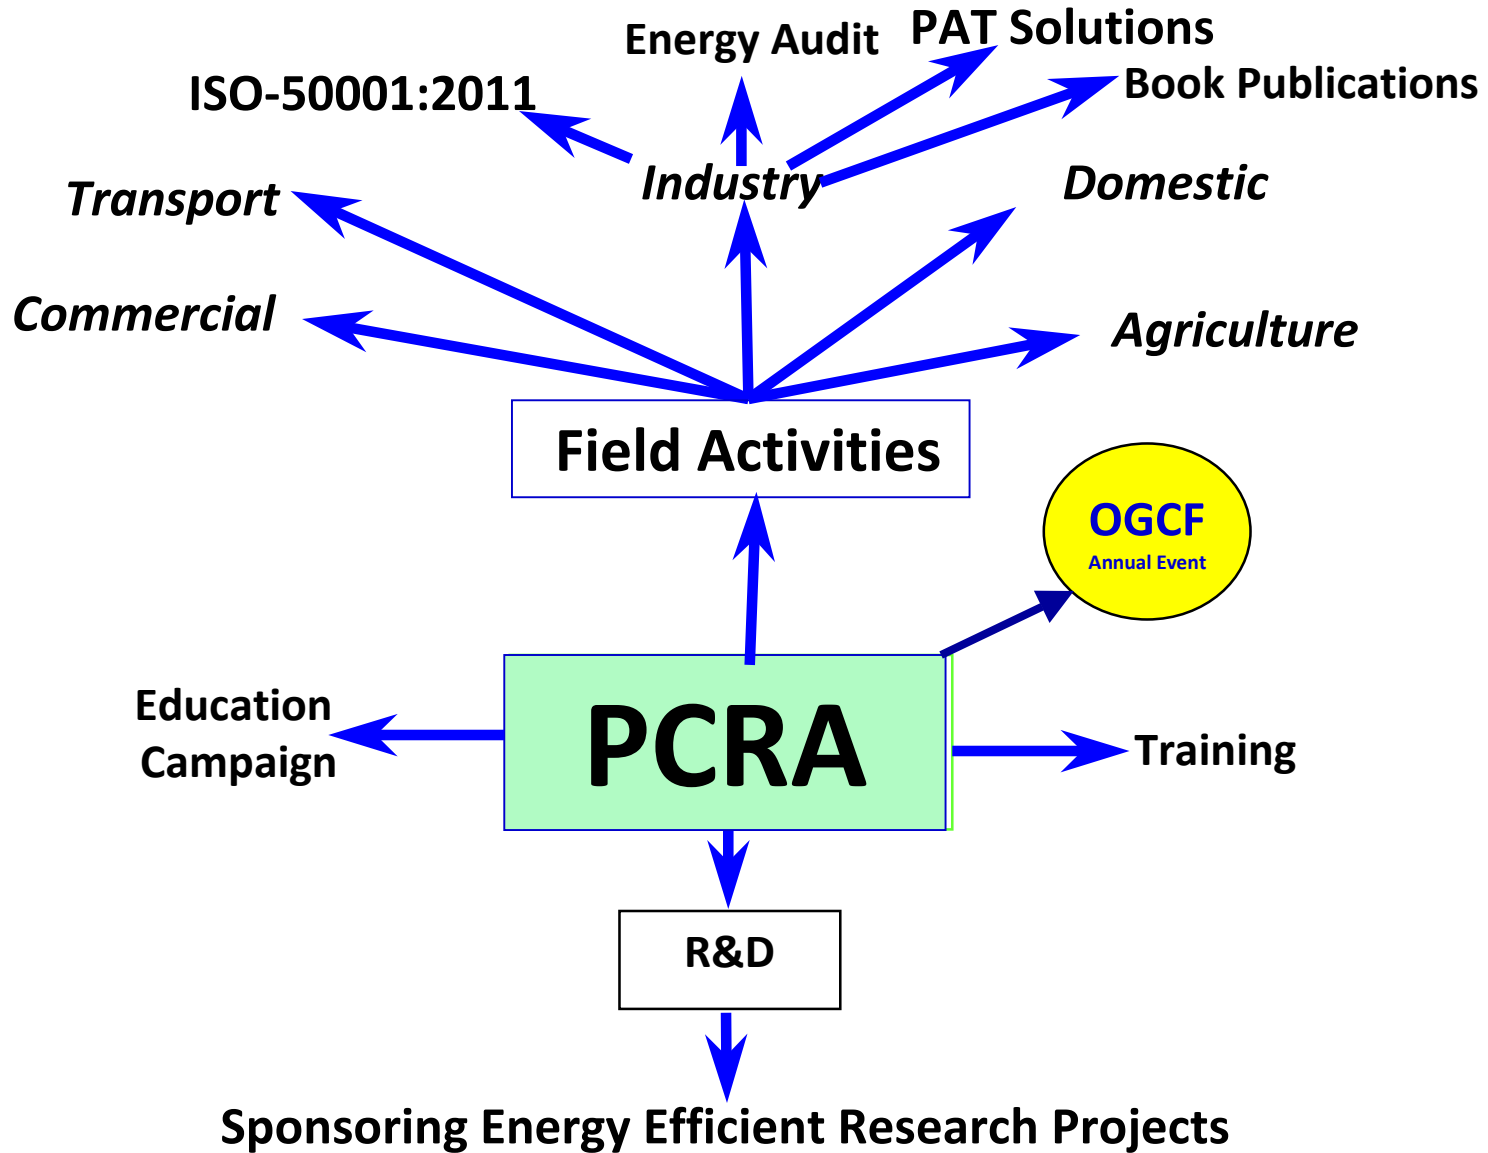 PAT Solutions
Energy Audit
Book Publications
ISO-50001:2011
Industry
Domestic
Transport
Commercial
Agriculture
Field Activities
OGCF
Annual Event
Education
Campaign
PCRA
Training
R&D
Sponsoring Energy Efficient Research Projects